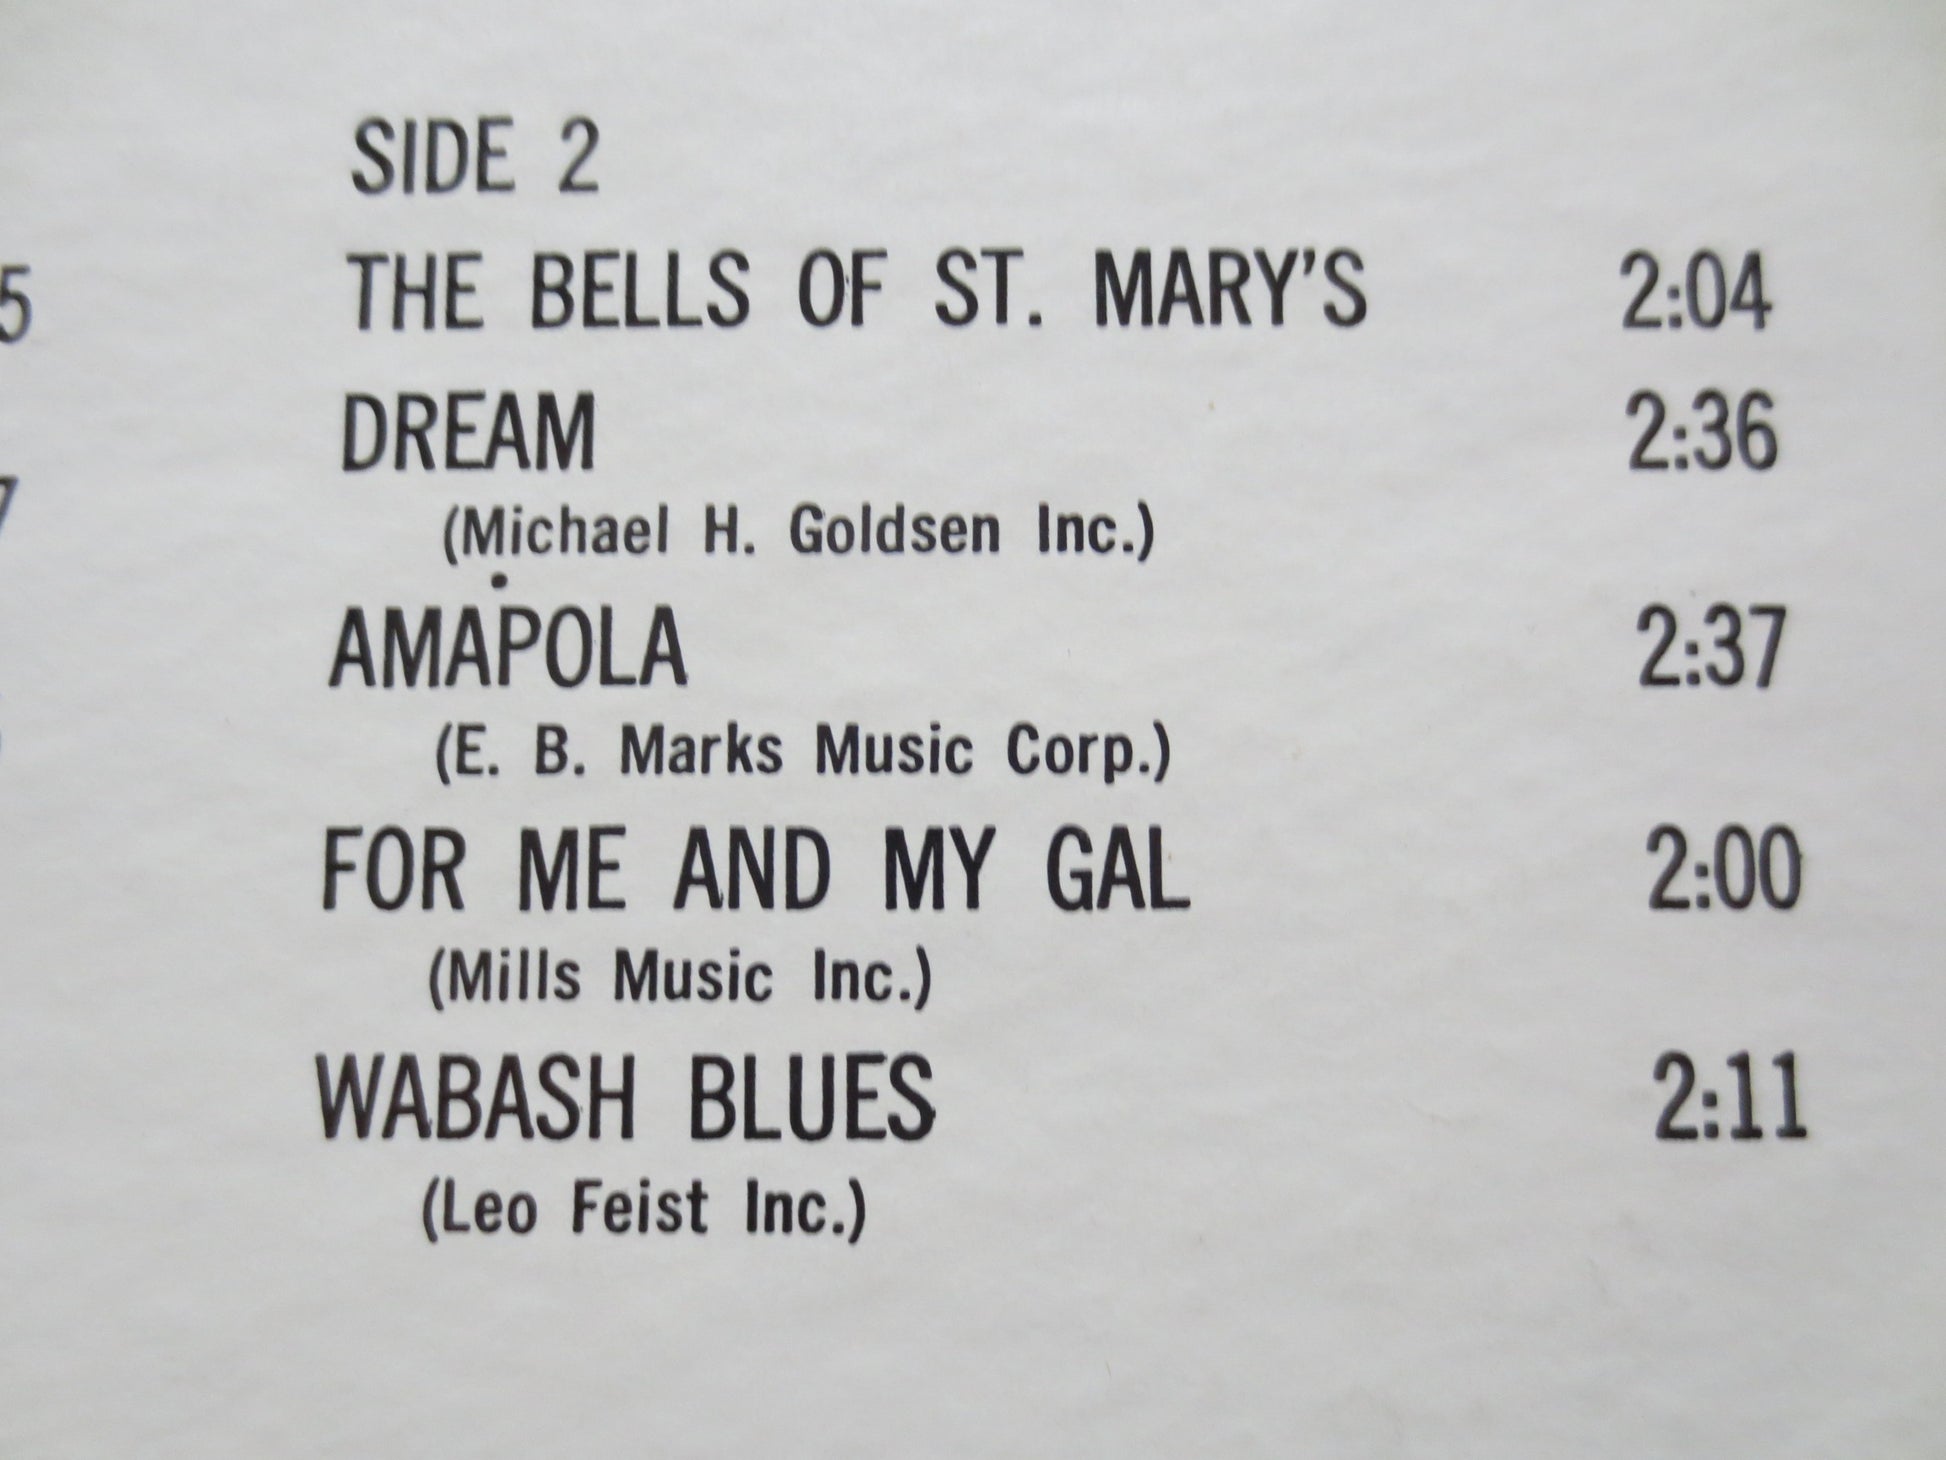 SIDE 2
THE BELLS OF ST. MARY'S 2:04
DREAM 2:36
(Michael H. Goldsen Inc.)
AMAPOLA 2:37
(E. B. Marks Music Corp.)
FOR ME AND MY GAL 2:00
(Mills Music Inc.)
WABASH BLUES 2:11
(Leo Feist Inc.)